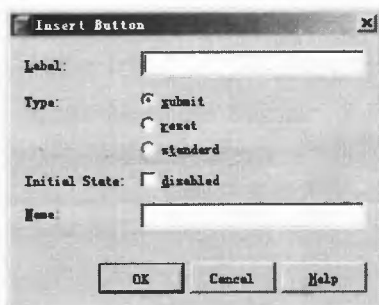 Insert Button
Label:
Type:
submit
reset
standard
Initial State:
disabled
Name:
OK
Cancel
Help